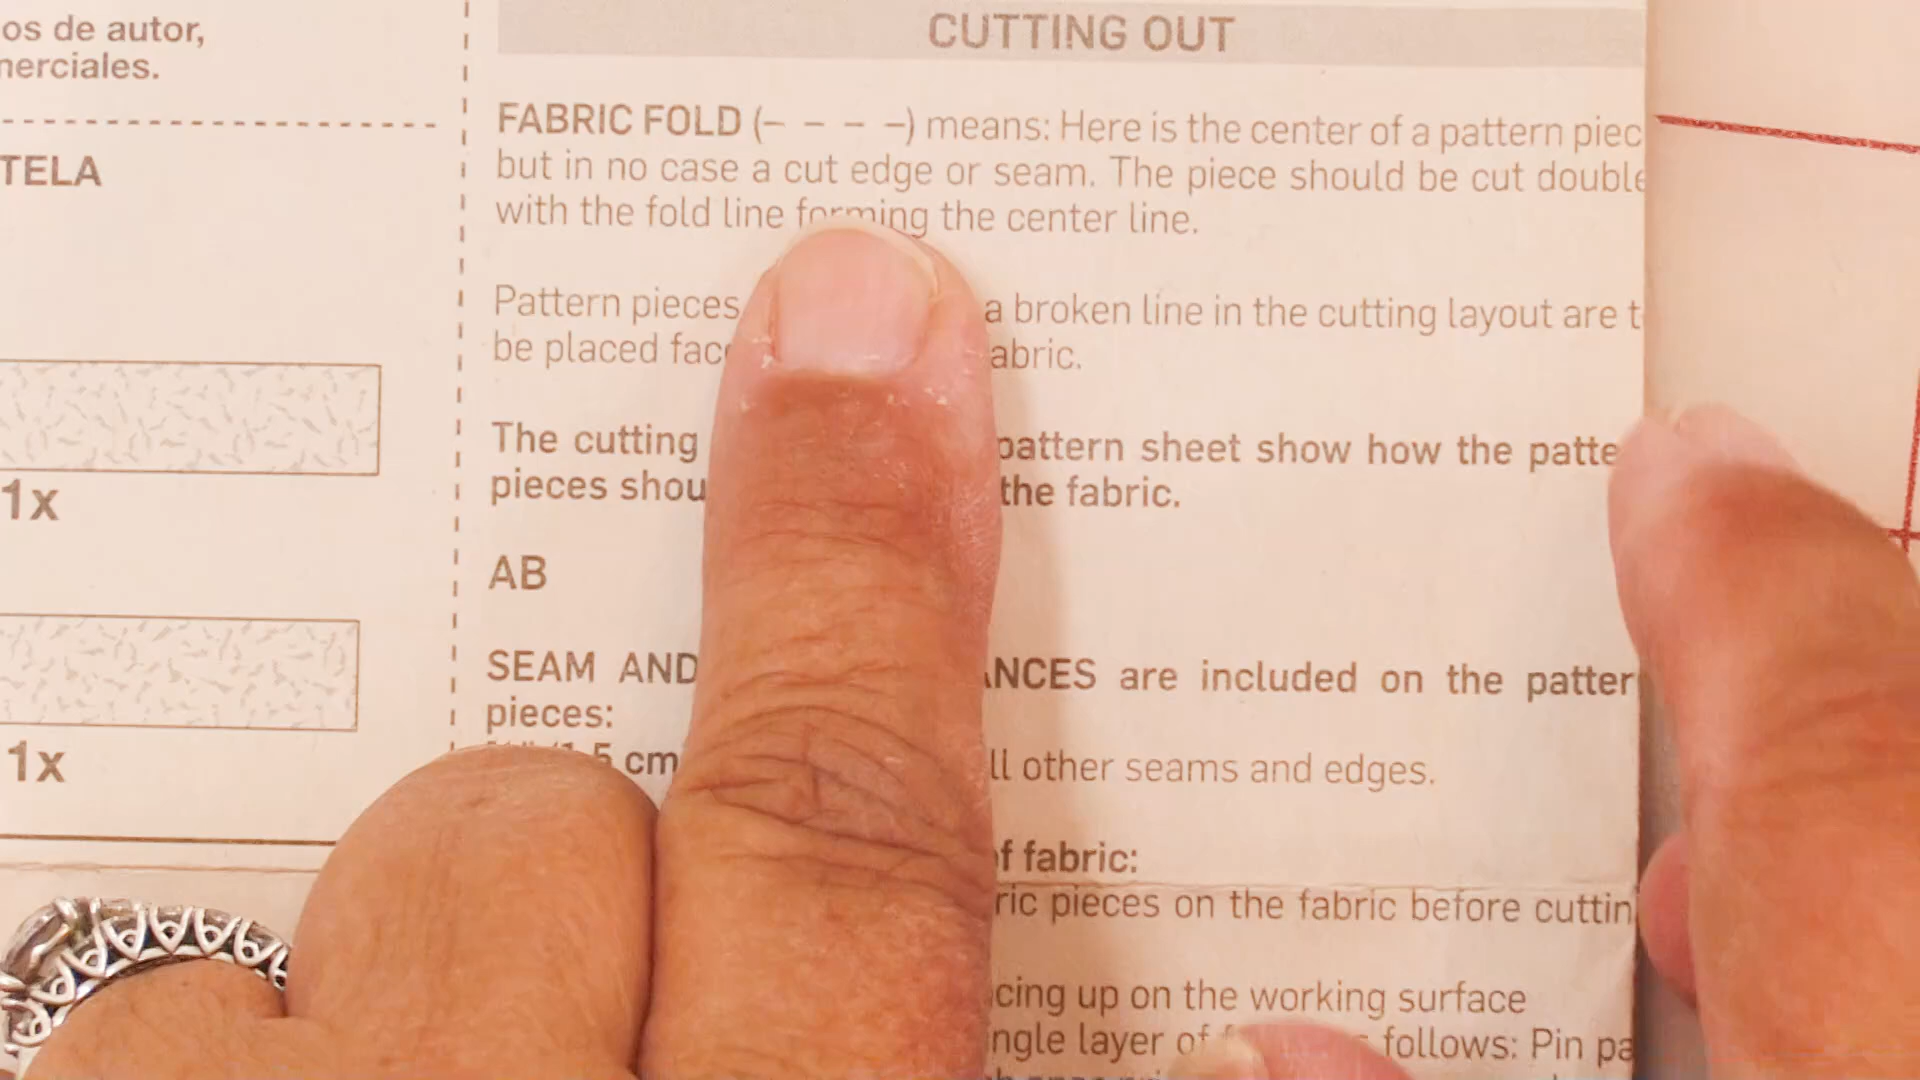 os de autor,
merciales.
TELA
1x
1x
CUTTING OUT
FABRIC FOLD (– – – –) means: Here is the center of a pattern piec
but in no case a cut edge or seam. The piece should be cut double
with the fold line forming the center line.
Pattern pieces a broken line in the cutting layout are t
be placed fac abric.
The cutting pattern sheet show how the patte
pieces shou the fabric.
AB
SEAM AND ANCES are included on the patter
pieces:
5 cm ll other seams and edges.
f fabric:
ric pieces on the fabric before cuttin
cing up on the working surface
ngle layer of follows: Pin pa